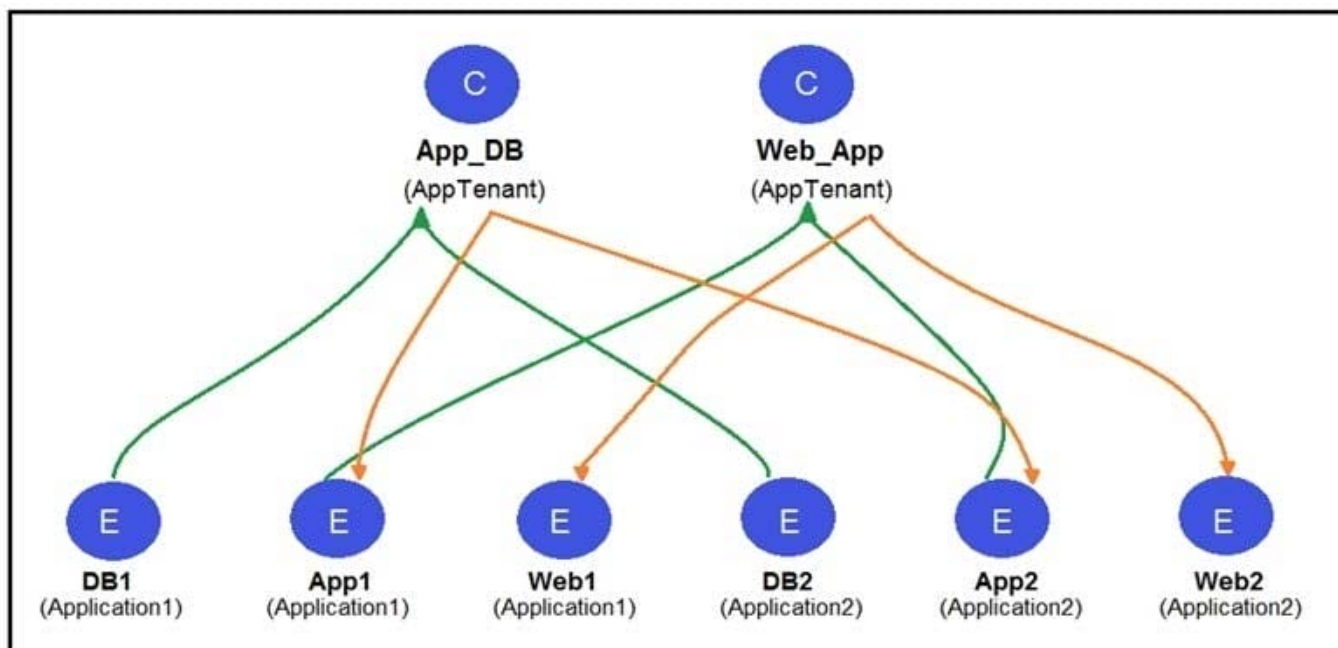 C C
App_DB Web_App
(AppTenant) (AppTenant)
E E E E E E
DB1 App1 Web1 DB2 App2 Web2
(Application1) (Application1) (Application1) (Application2) (Application2) (Application2)